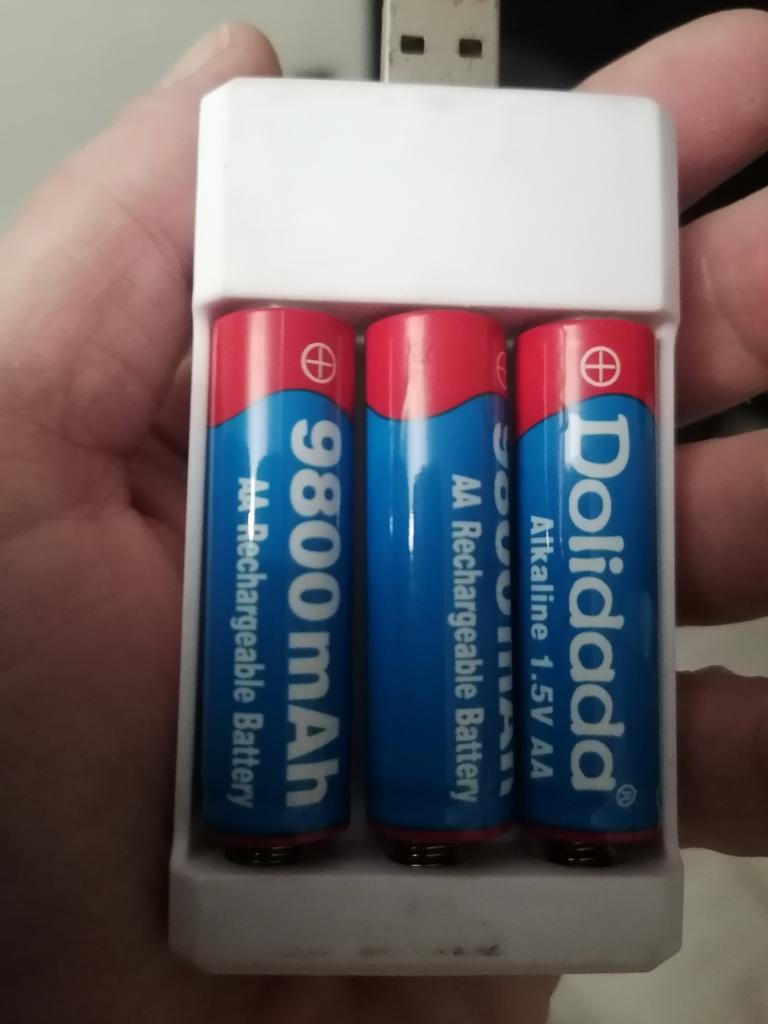 9800mAh
AA Rechargeable Battery
AA Rechargeable Battery
Dolidada®
Alkaline 1.5V AA